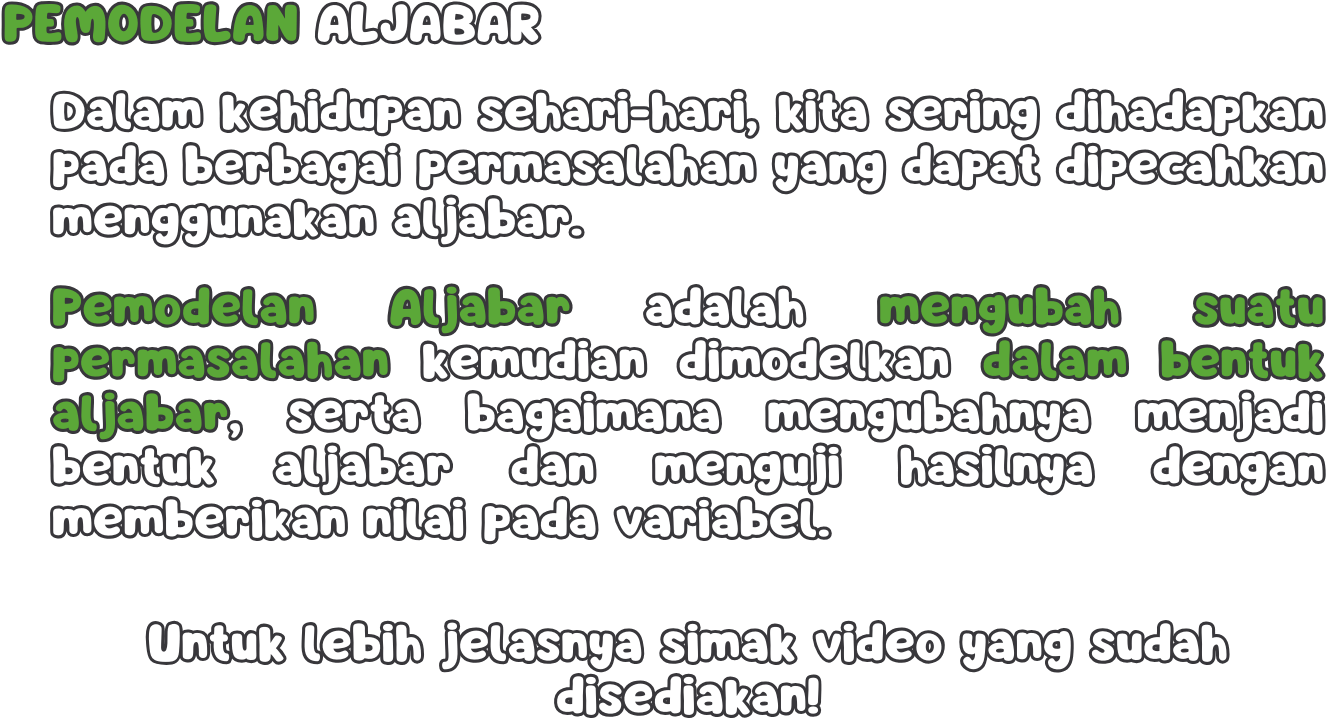 PEMODELAN ALJABAR
Dalam kehidupan sehari-hari, kita sering dihadapkan
pada berbagai permasalahan yang dapat dipecahkan
menggunakan aljabar.
Pemodelan Aljabar adalah mengubah suatu
permasalahan kemudian dimodelkan dalam bentuk
aljabar, serta bagaimana mengubahnya menjadi
bentuk aljabar dan menguji hasilnya dengan
memberikan nilai pada variabel.
Untuk lebih jelasnya simak video yang sudah
disediakan!